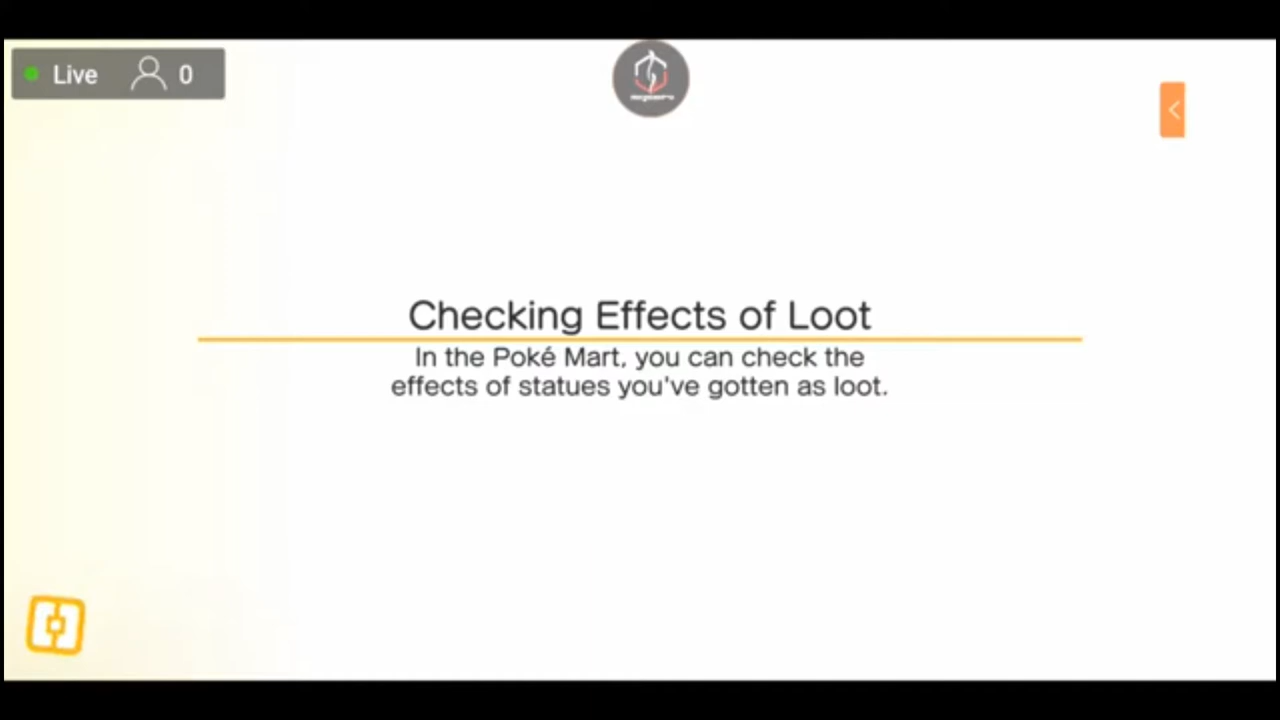 Live 0
Checking Effects of Loot
In the Poké Mart, you can check the
effects of statues you've gotten as loot.